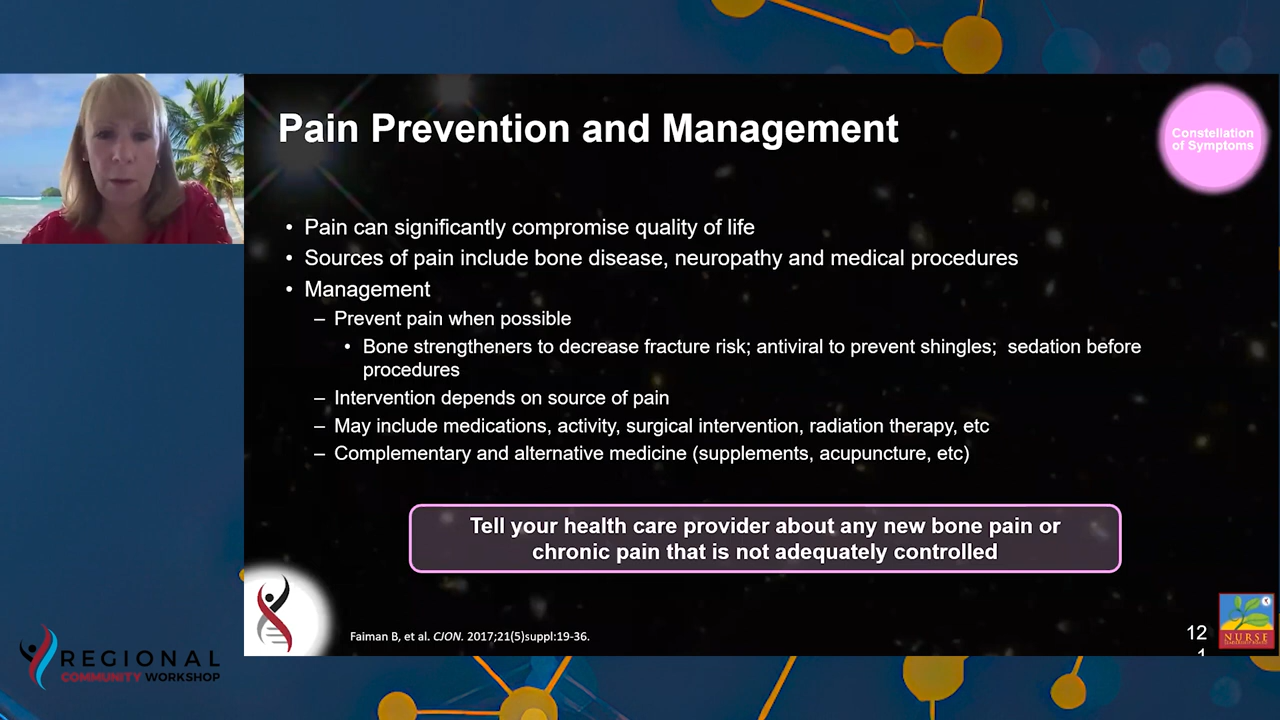 Pain Prevention and Management
Constellation
of Symptoms
• Pain can significantly compromise quality of life
• Sources of pain include bone disease, neuropathy and medical procedures
• Management
– Prevent pain when possible
• Bone strengtheners to decrease fracture risk; antiviral to prevent shingles; sedation before
procedures
– Intervention depends on source of pain
– May include medications, activity, surgical intervention, radiation therapy, etc
– Complementary and alternative medicine (supplements, acupuncture, etc)
Tell your health care provider about any new bone pain or
chronic pain that is not adequately controlled
Faiman B, et al. CJON. 2017;21(5)suppl:19-36.
12
NURSE
REGIONAL
COMMUNITY WORKSHOP